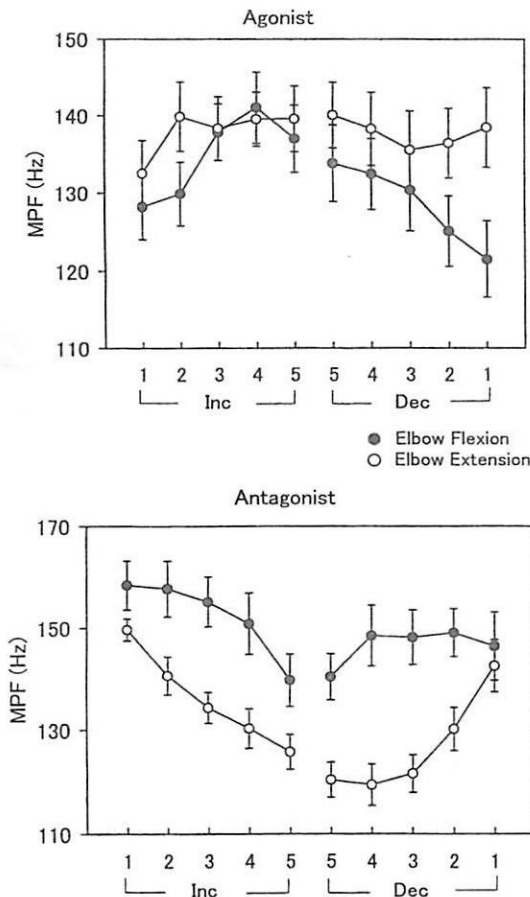 Agonist
150
140
130
120
110
MPF (Hz)
1 2 3 4 5 5 4 3 2 1
Inc Dec
Elbow Flexion
Elbow Extension
Antagonist
170
150
130
110
MPF (Hz)
1 2 3 4 5 5 4 3 2 1
Inc Dec